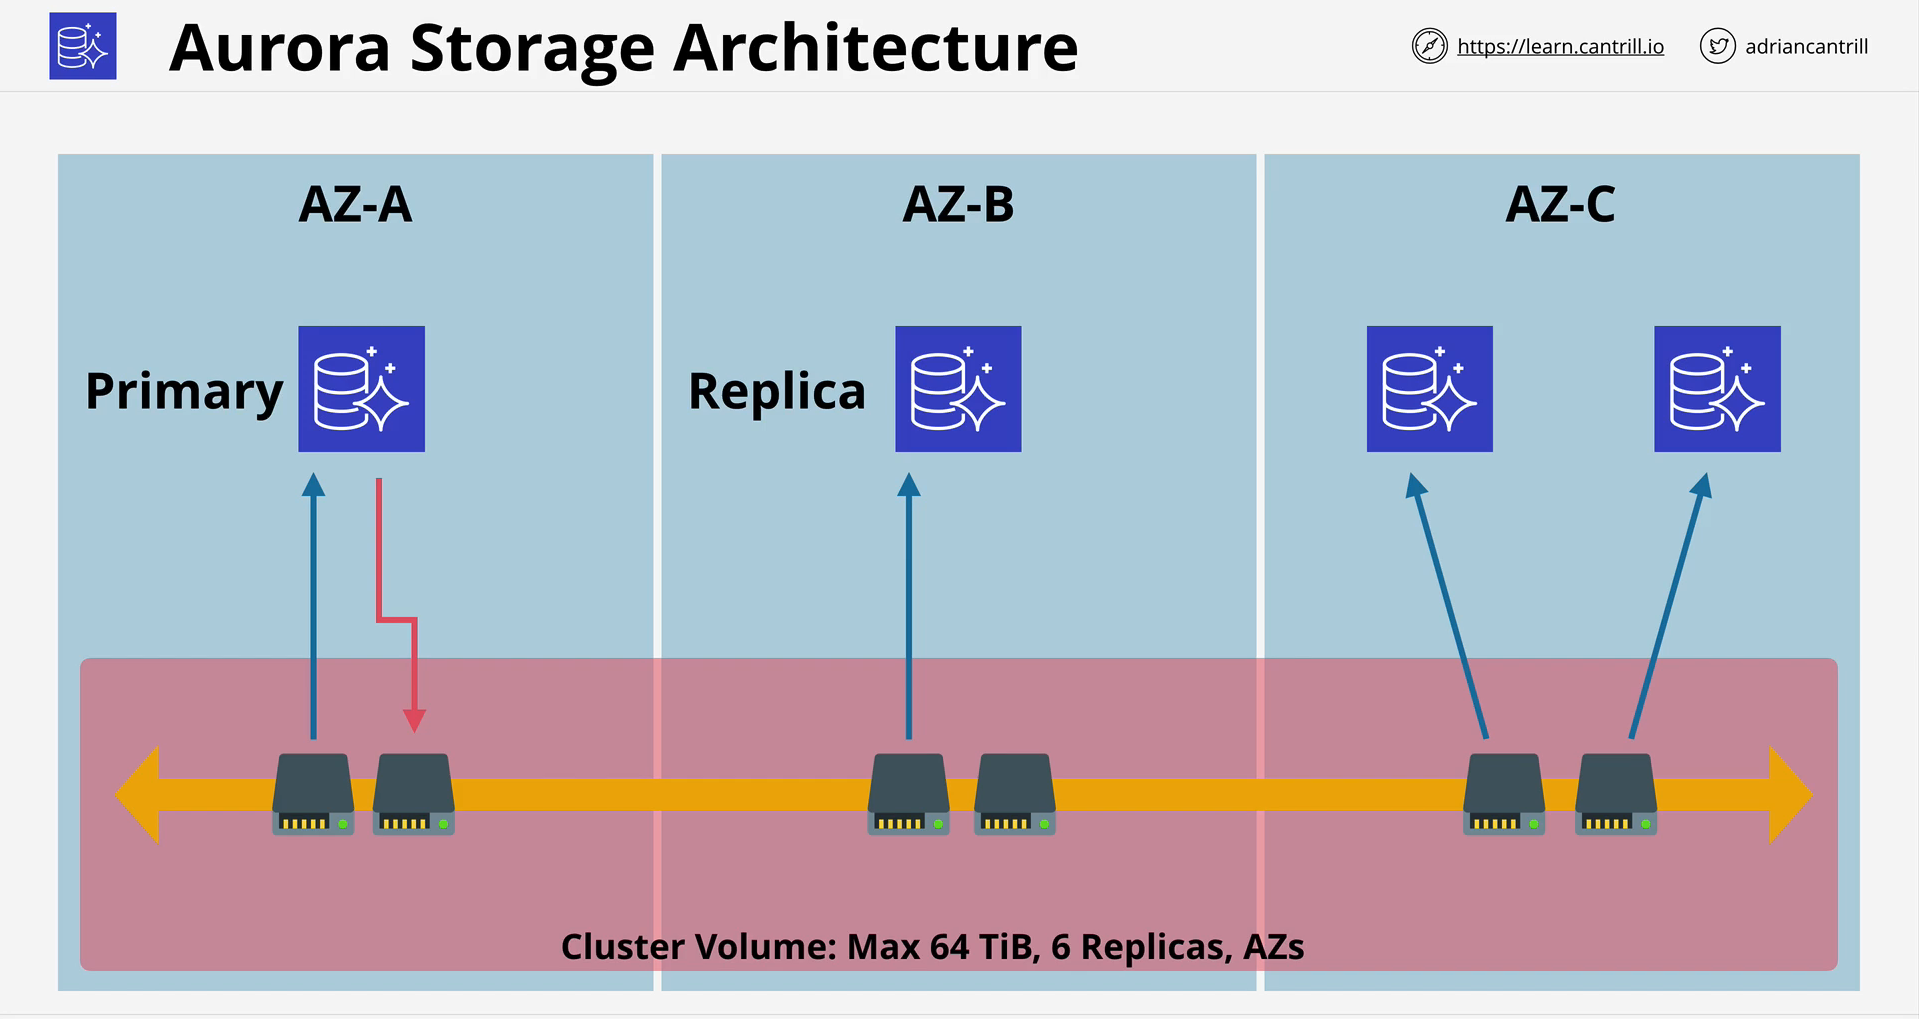 Aurora Storage Architecture
https://learn.cantrill.io
adriancantrill
AZ-A
AZ-B
AZ-C
Primary
Replica
Cluster Volume: Max 64 TiB, 6 Replicas, AZs